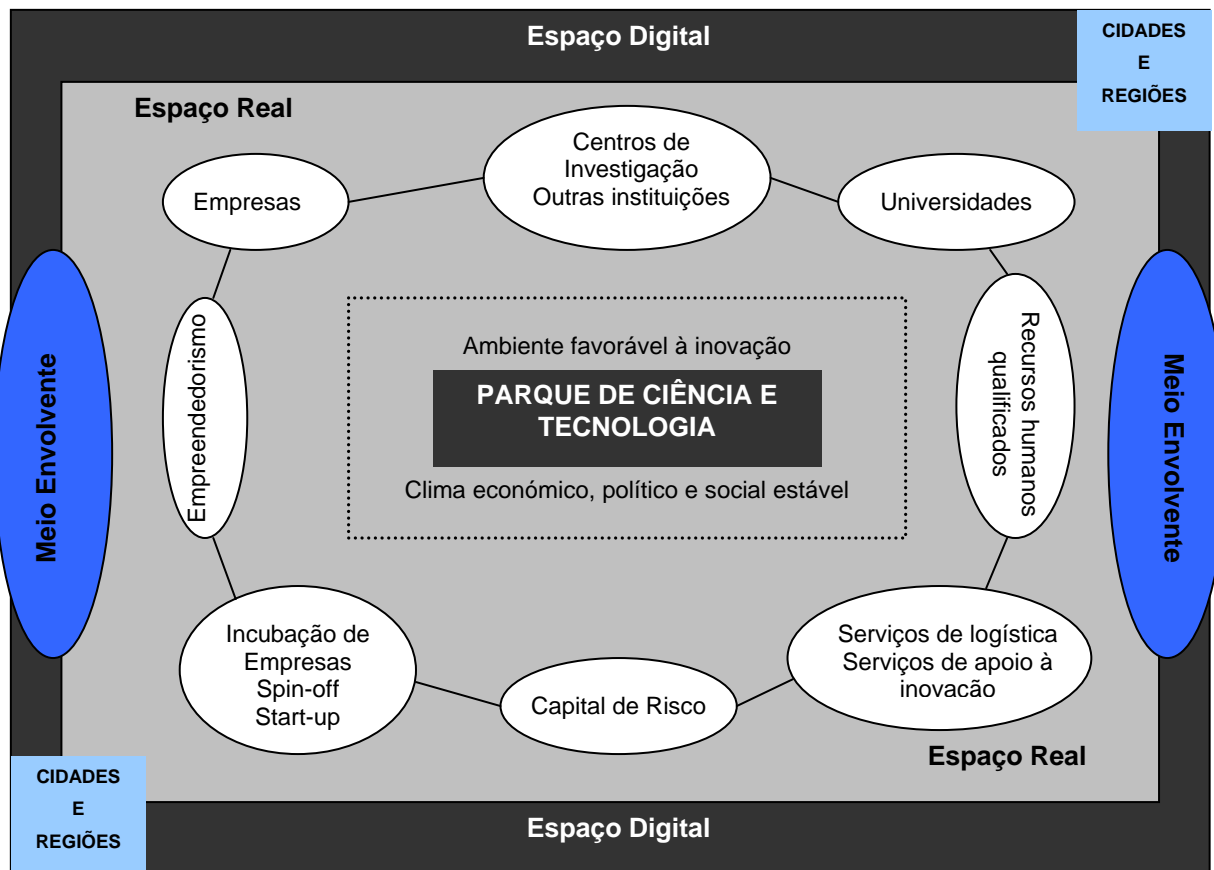 Espaço Digital
CIDADES
E
REGIÕES
Espaço Real
Centros de
Investigação
Outras instituições
Empresas
Universidades
Meio Envolvente
Empreendedorismo
Ambiente favorável à inovação
PARQUE DE CIÊNCIA E
TECNOLOGIA
Clima económico, político e social estável
Recursos humanos
qualificados
Meio Envolvente
Incubação de
Empresas
Spin-off
Start-up
Capital de Risco
Serviços de logística
Serviços de apoio à
inovacão
Espaço Real
CIDADES
E
REGIÕES
Espaço Digital